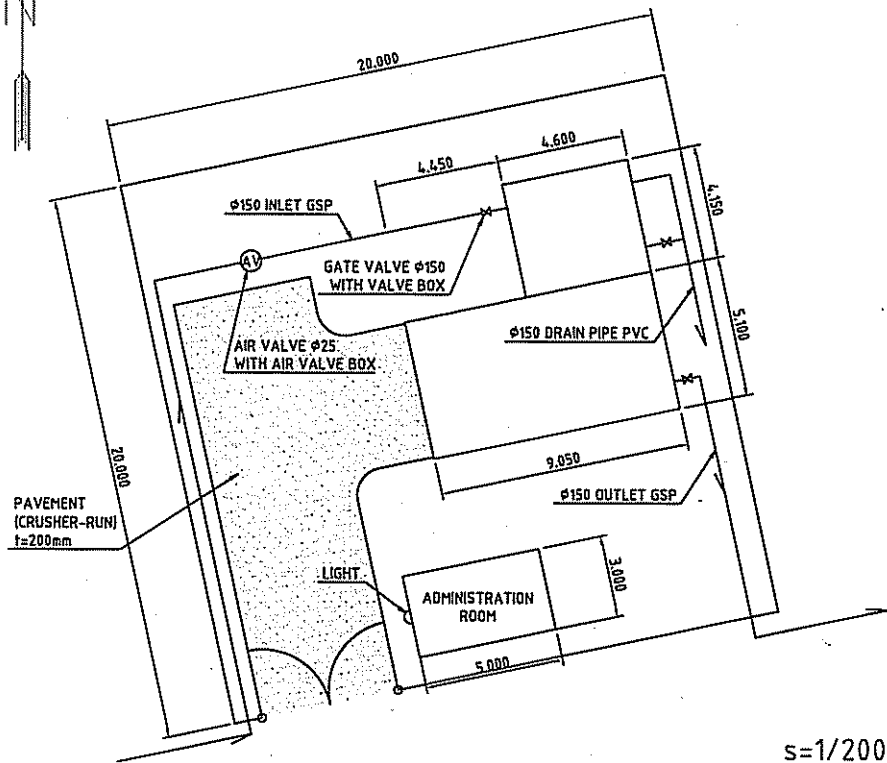 N
20.000
4.450
4.600
4.150
φ150 INLET GSP
GATE VALVE φ150
WITH VALVE BOX
AV
AIR VALVE φ25
WITH AIR VALVE BOX
φ150 DRAIN PIPE PVC
5.100
20.000
9.050
φ150 OUTLET GSP
PAVEMENT
(CRUSHER-RUN)
t=200mm
LIGHT
ADMINISTRATION
ROOM
3.000
5.000
s=1/200